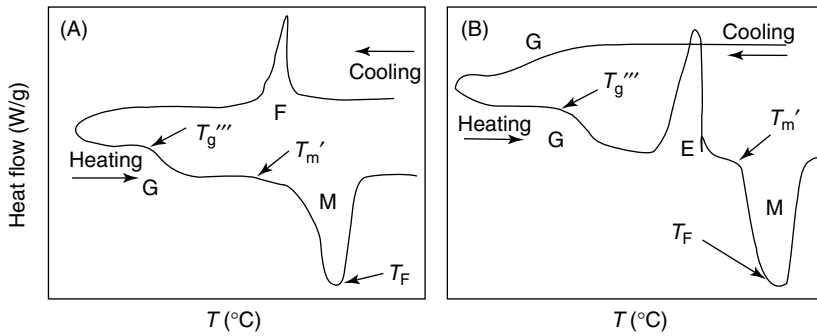 (A)
Cooling
F
T_g′′′
T_m′
Heating
G
M
T_F
T (°C)
Heat flow (W/g)
(B)
G
Cooling
T_g′′′
T_m′
Heating
G
E
M
T_F
T (°C)